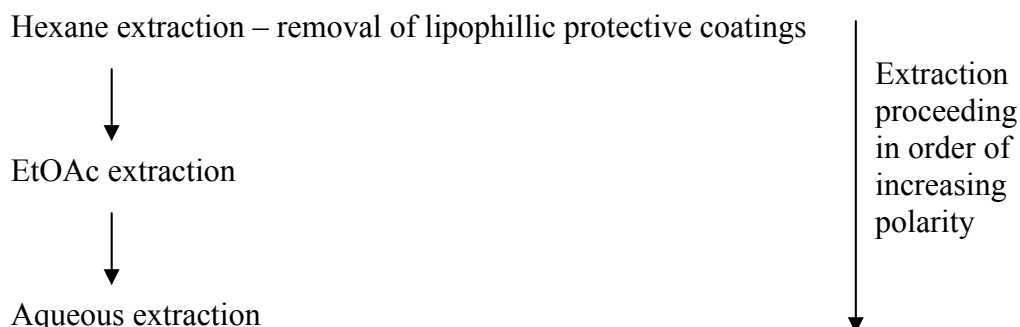 Hexane extraction – removal of lipophillic protective coatings
Extraction
proceeding
in order of
increasing
polarity
EtOAc extraction
Aqueous extraction